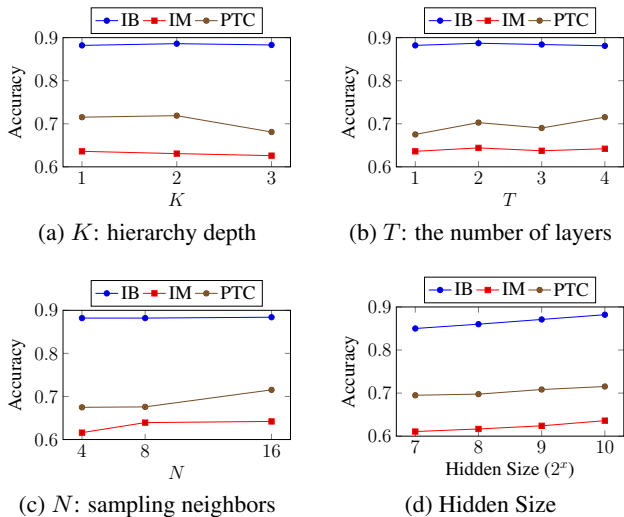 IB IM PTC
0.9
0.8
0.7
0.6
Accuracy
1 2 3
K
(a) K: hierarchy depth
IB IM PTC
0.9
0.8
0.7
0.6
Accuracy
1 2 3 4
T
(b) T: the number of layers
IB IM PTC
0.9
0.8
0.7
0.6
Accuracy
4 8 16
N
(c) N: sampling neighbors
IB IM PTC
0.9
0.8
0.7
0.6
Accuracy
7 8 9 10
Hidden Size (2^x)
(d) Hidden Size